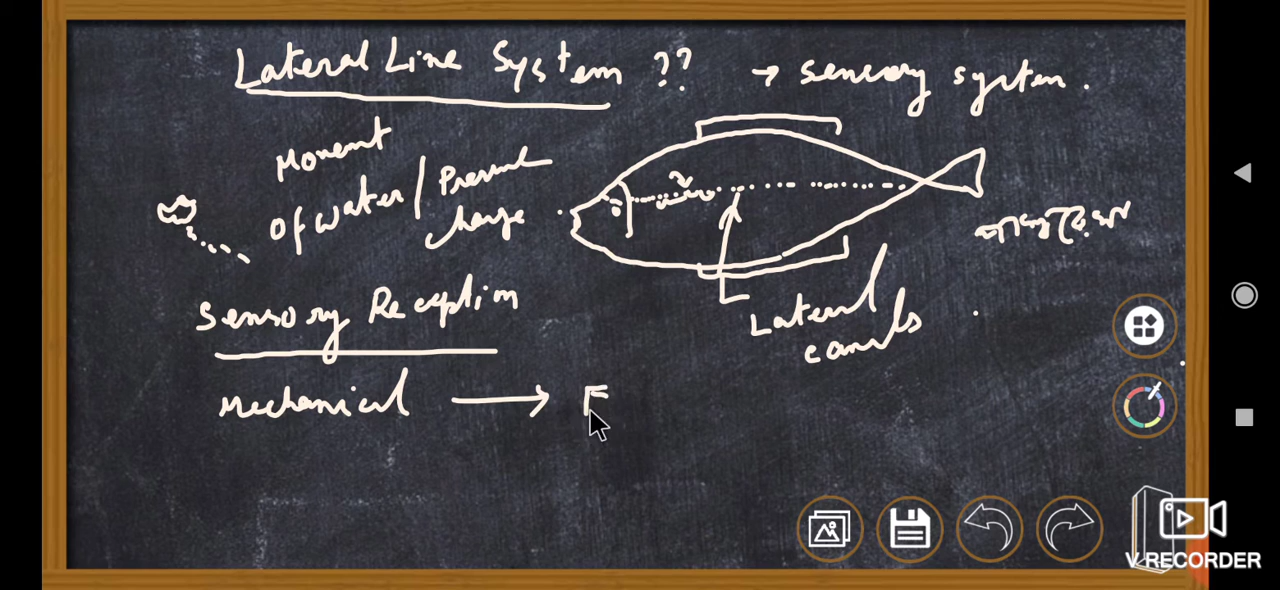 Lateral Line System ?? → sensory system.
Moment
of water / Pressure
change
Lateral
canals
Sensory Reception
Mechanical → E
V RECORDER